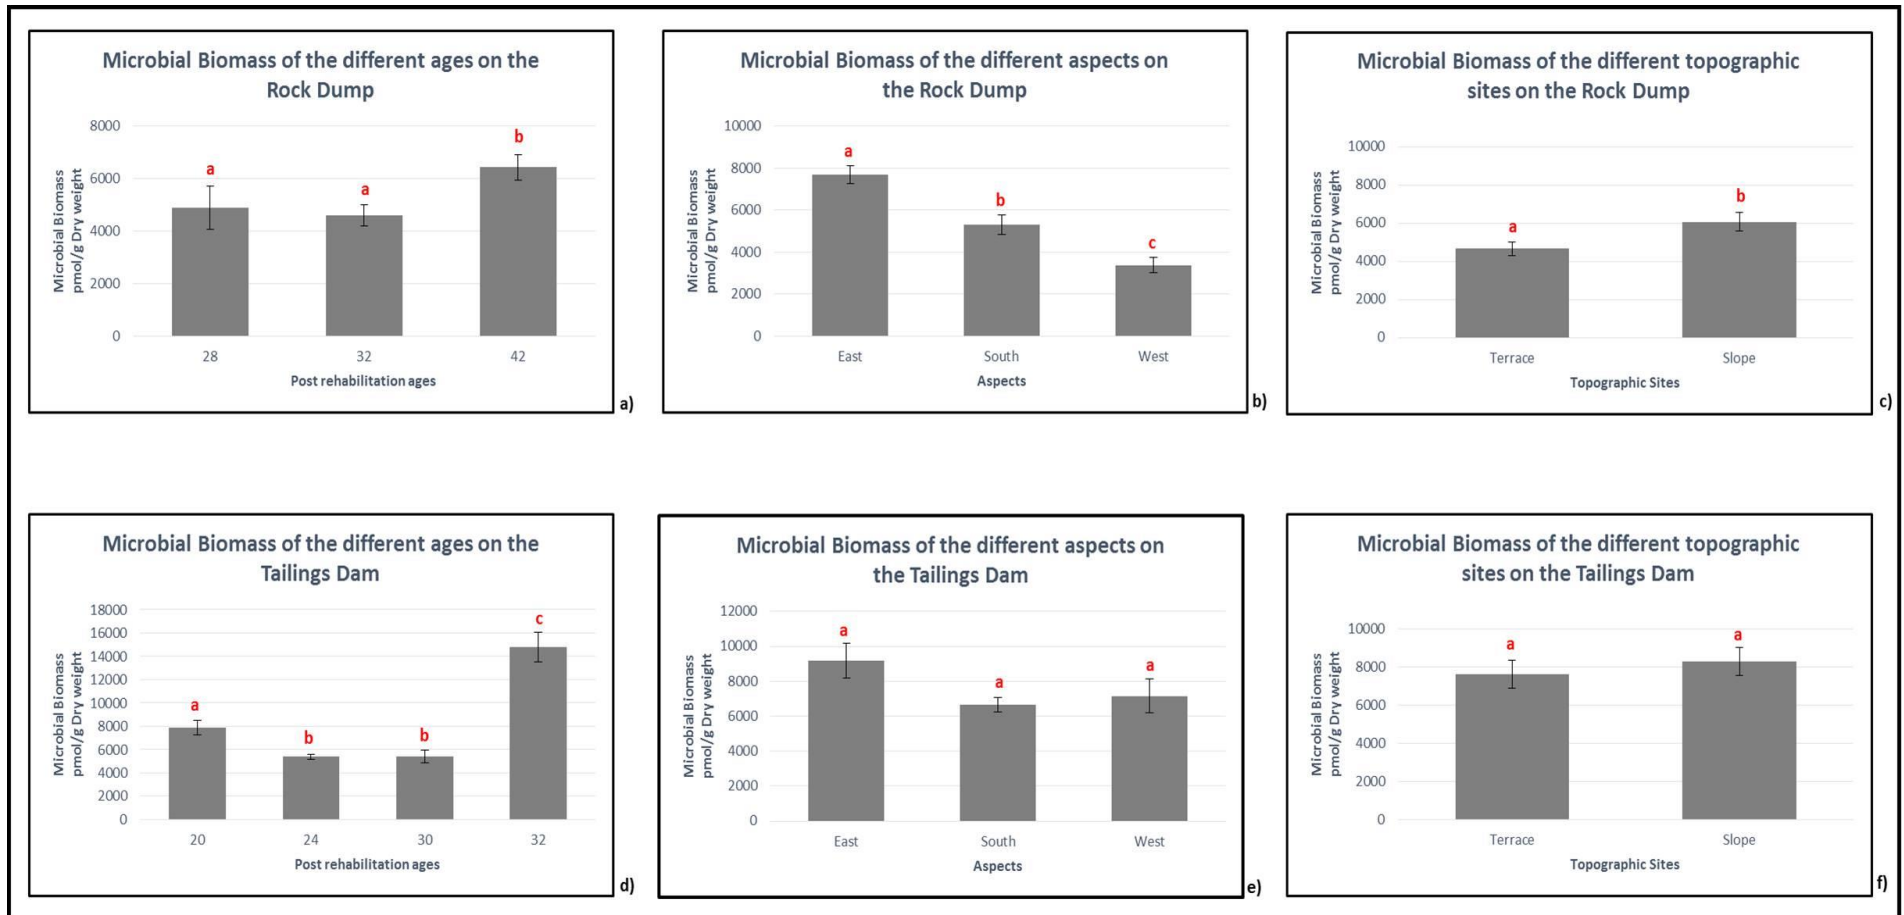 Microbial Biomass of the different ages on the
Rock Dump
8000
6000
4000
2000
0
Microbial Biomass
pmol/g Dry weight
a
a
b
28 32 42
Post rehabilitation ages
a)
Microbial Biomass of the different aspects on
the Rock Dump
10000
8000
6000
4000
2000
0
Microbial Biomass
pmol/g Dry weight
a
b
c
East South West
Aspects
b)
Microbial Biomass of the different topographic
sites on the Rock Dump
10000
8000
6000
4000
2000
0
Microbial Biomass
pmol/g Dry weight
a
b
Terrace Slope
Topographic Sites
c)
Microbial Biomass of the different ages on the
Tailings Dam
18000
16000
14000
12000
10000
8000
6000
4000
2000
0
Microbial Biomass
pmol/g Dry weight
a
b
b
c
20 24 30 32
Post rehabilitation ages
d)
Microbial Biomass of the different aspects on
the Tailings Dam
12000
10000
8000
6000
4000
2000
0
Microbial Biomass
pmol/g Dry weight
a
a
a
East South West
Aspects
e)
Microbial Biomass of the different topographic
sites on the Tailings Dam
10000
8000
6000
4000
2000
0
Microbial Biomass
pmol/g Dry weight
a
a
Terrace Slope
Topographic Sites
f)